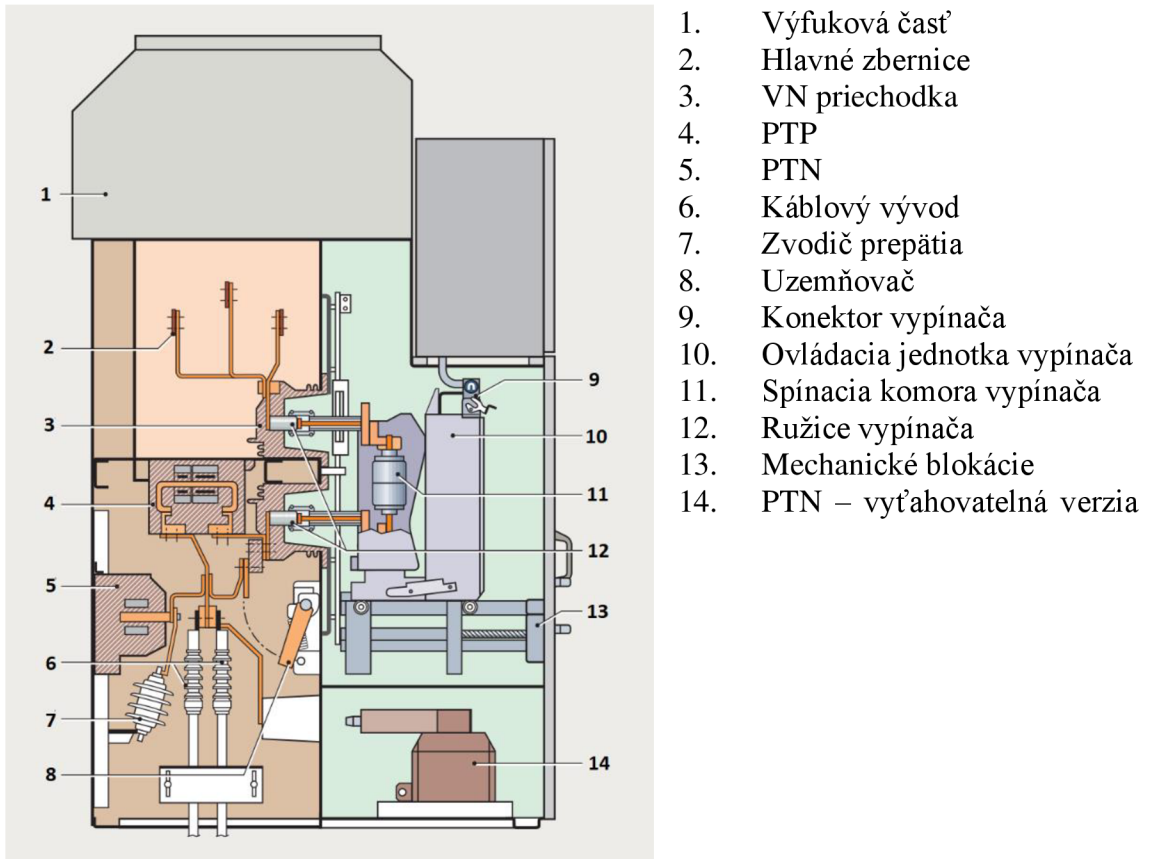 1. Výfuková časť
2. Hlavné zbernice
3. VN priechodka
4. PTP
5. PTN
6. Káblový vývod
7. Zvodič prepätia
8. Uzemňovač
9. Konektor vypínača
10. Ovládacia jednotka vypínača
11. Spínacia komora vypínača
12. Ružice vypínača
13. Mechanické blokácie
14. PTN – vyťahovatelná verzia
1
2
3
4
5
6
7
8
9
10
11
12
13
14